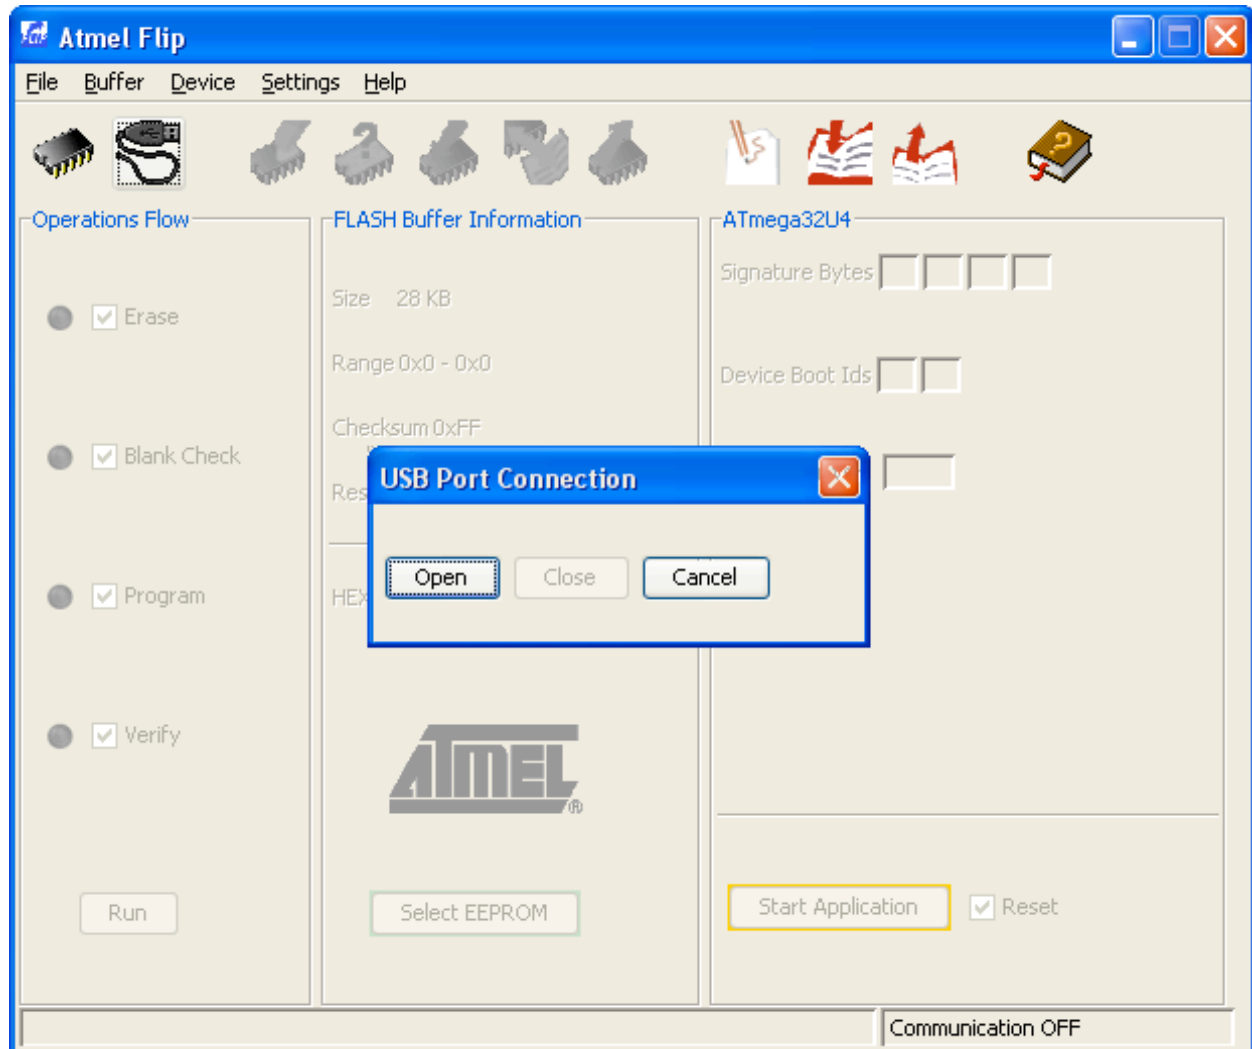 Atmel Flip
File Buffer Device Settings Help
Operations Flow
Erase
Blank Check
Program
Verify
Run
FLASH Buffer Information
Size 28 KB
Range 0x0 - 0x0
Checksum 0xFF
Res
HEX
ATMEL®
Select EEPROM
ATmega32U4
Signature Bytes
Device Boot Ids
Start Application Reset
USB Port Connection
Open Close Cancel
Communication OFF